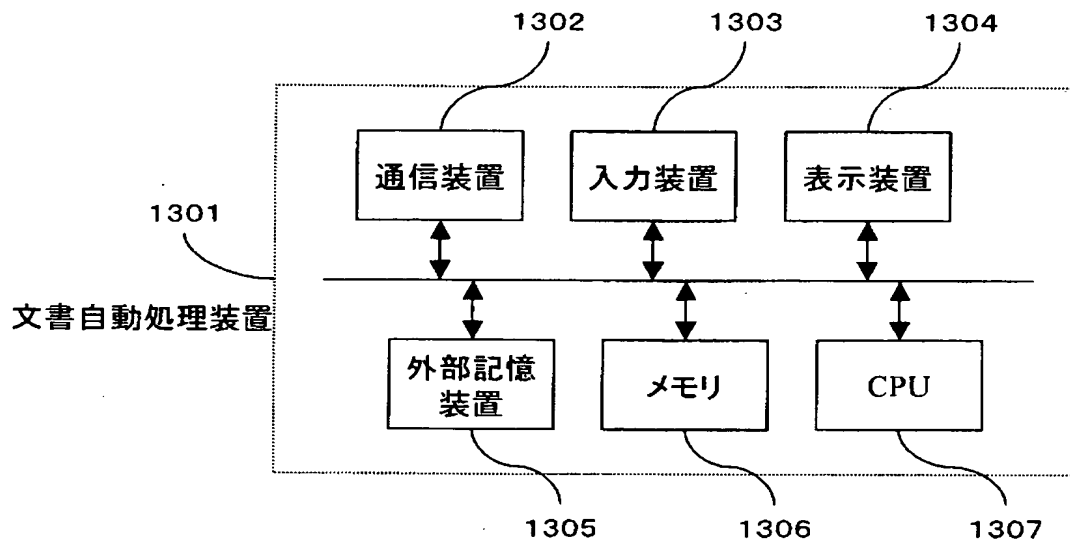 1302
1303
1304
通信装置
入力装置
表示装置
1301
文書自動処理装置
外部記憶
装置
メモリ
CPU
1305
1306
1307